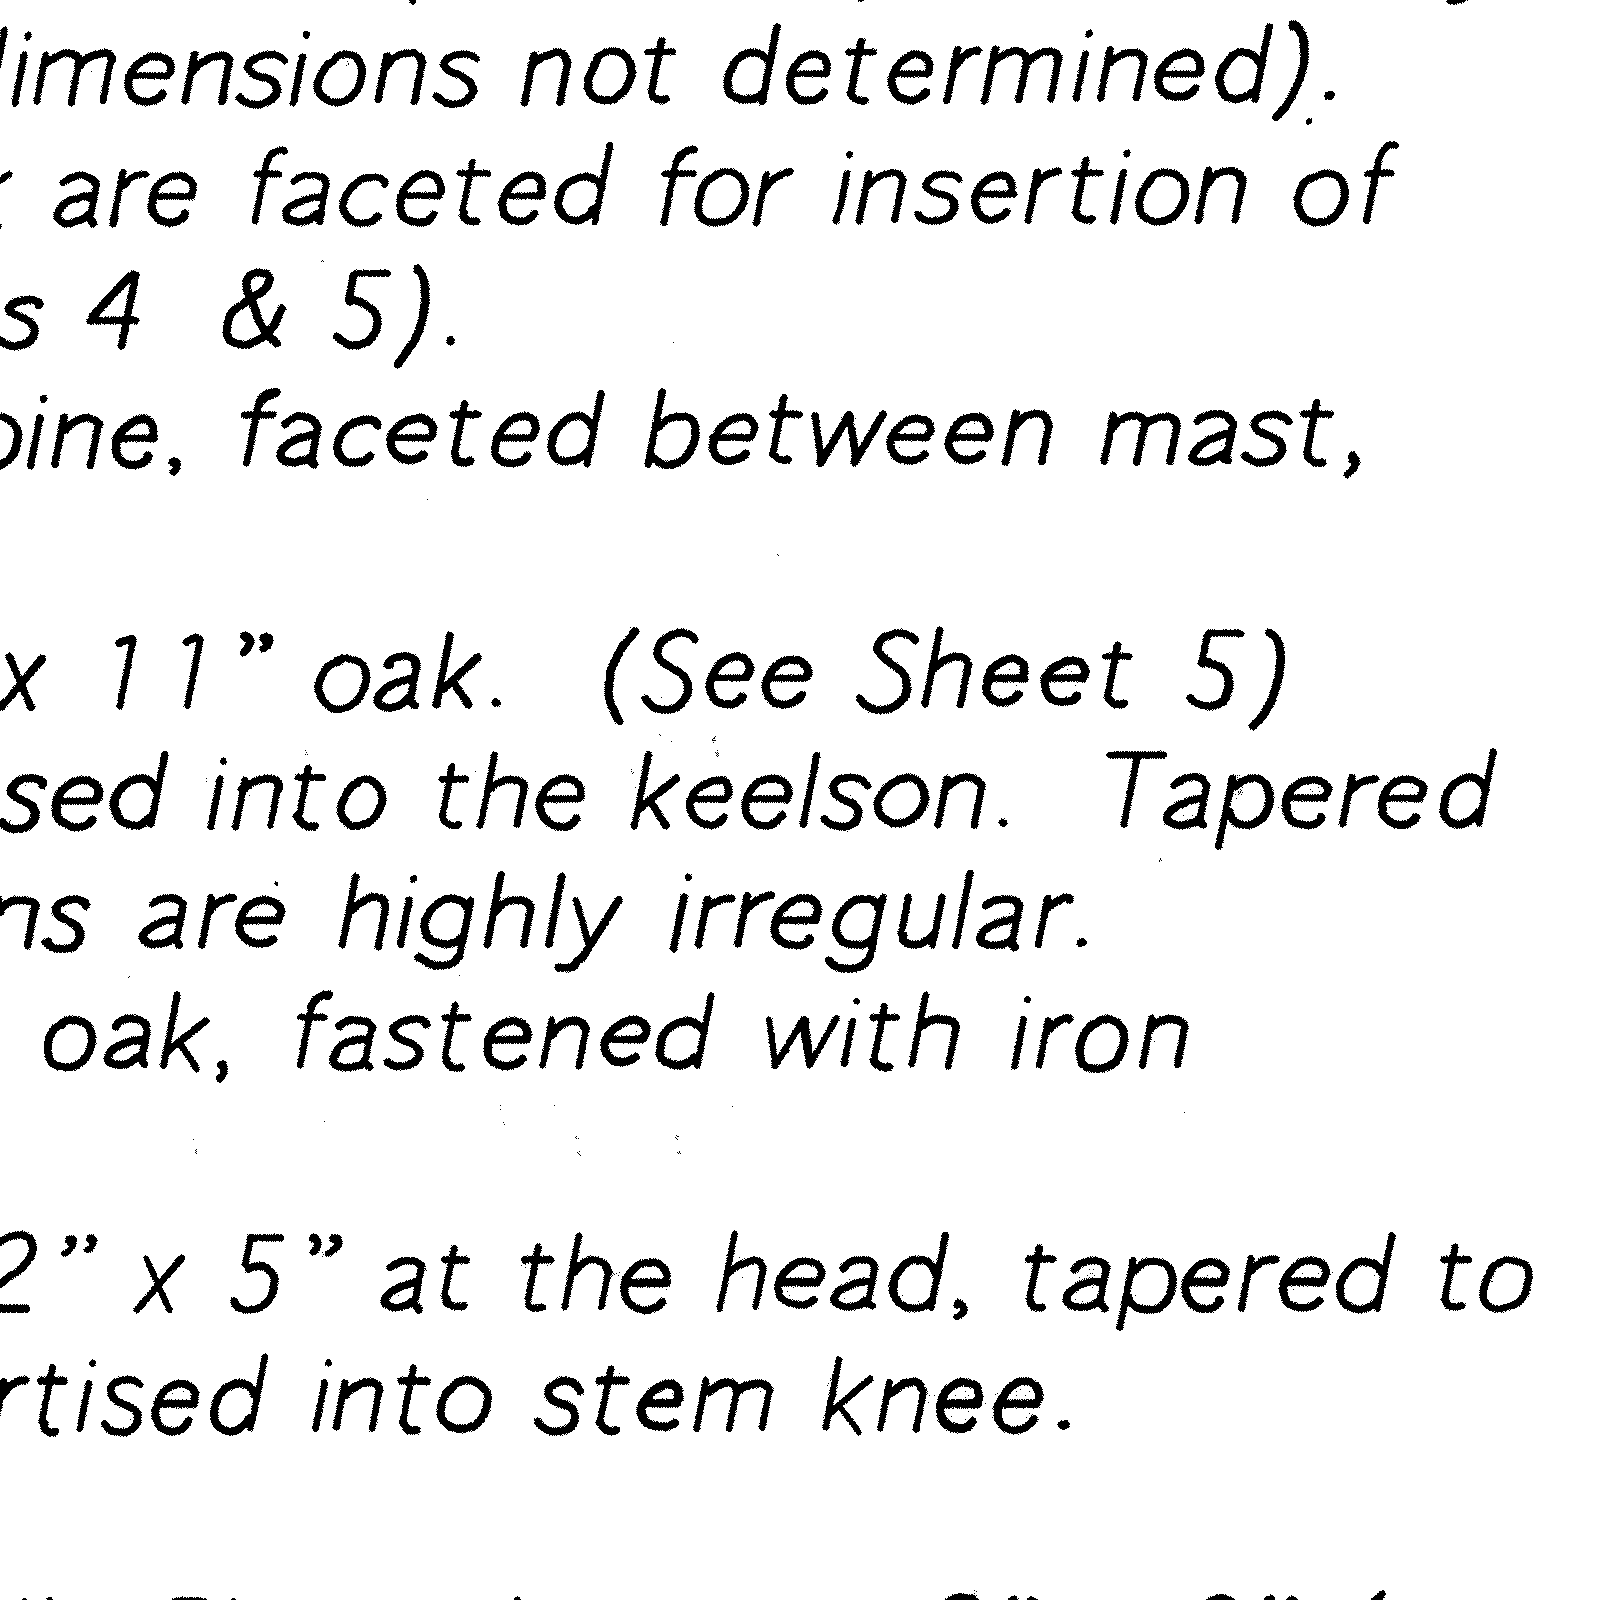 dimensions not determined).
are faceted for insertion of
s 4 & 5).
pine, faceted between mast,
x 11” oak. (See Sheet 5)
sed into the keelson. Tapered
ns are highly irregular.
oak, fastened with iron
2” x 5” at the head, tapered to
rtised into stem knee.